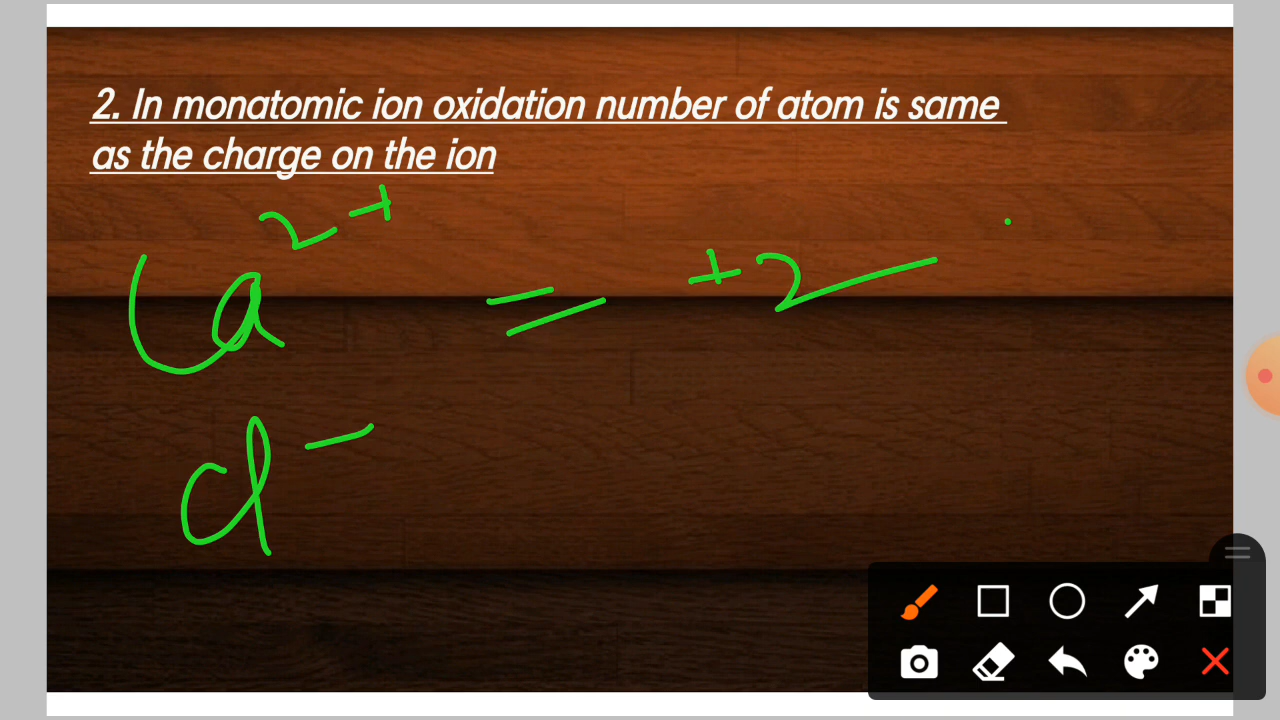 2. In monatomic ion oxidation number of atom is same
as the charge on the ion
Ca²⁺ = +2
Cl⁻